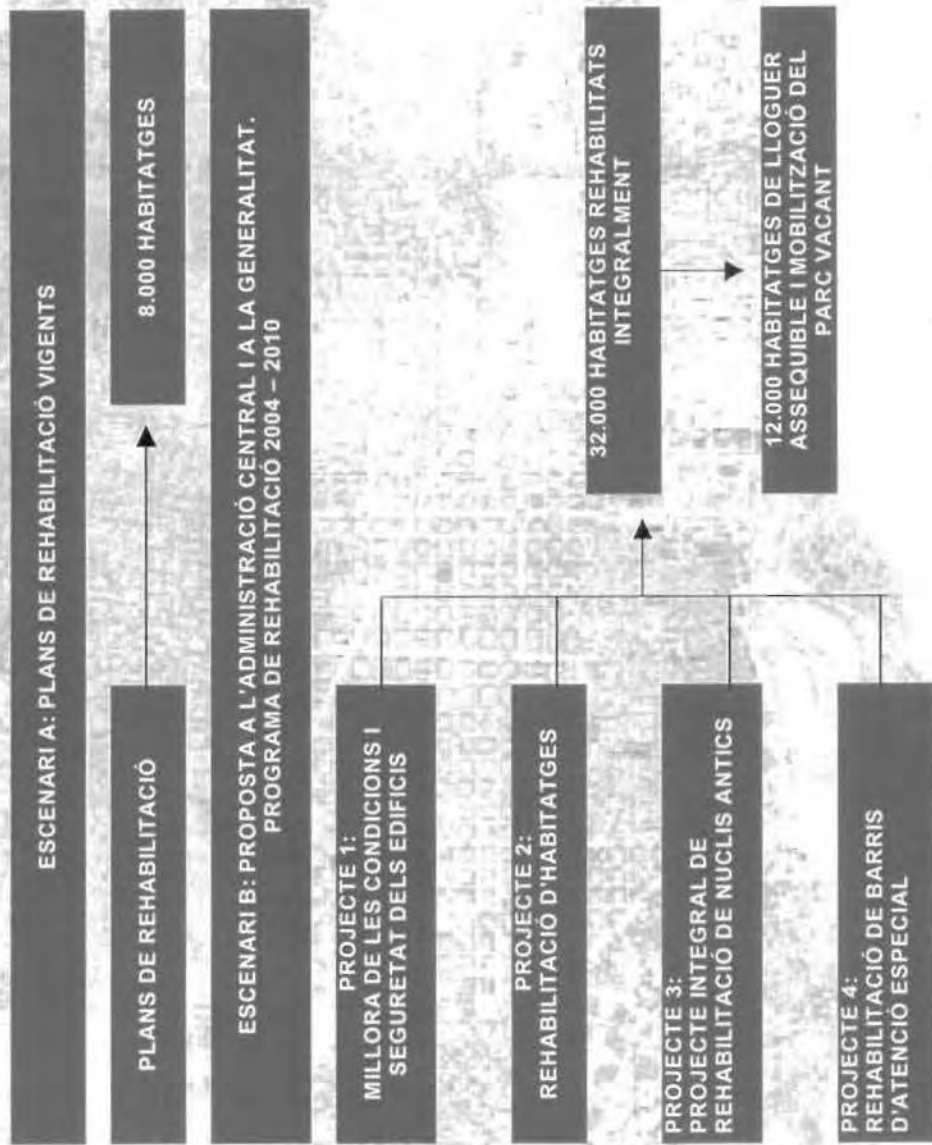 ESCENARI A: PLANS DE REHABILITACIÓ VIGENTS
PLANS DE REHABILITACIÓ
8.000 HABITATGES
ESCENARI B: PROPOSTA A L'ADMINISTRACIÓ CENTRAL I A LA GENERALITAT.
PROGRAMA DE REHABILITACIÓ 2004 – 2010
PROJECTE 1:
MILLORA DE LES CONDICIONS I
SEGURETAT DELS EDIFICIS
PROJECTE 2:
REHABILITACIÓ D'HABITATGES
PROJECTE 3:
PROJECTE INTEGRAL DE
REHABILITACIÓ DE NUCLIS ANTICS
PROJECTE 4:
REHABILITACIÓ DE BARRIS
D'ATENCIÓ ESPECIAL
32.000 HABITATGES REHABILITATS
INTEGRALMENT
12.000 HABITATGES DE LLOGUER
ASSEQUIBLE I MOBILITZACIÓ DEL
PARC VACANT